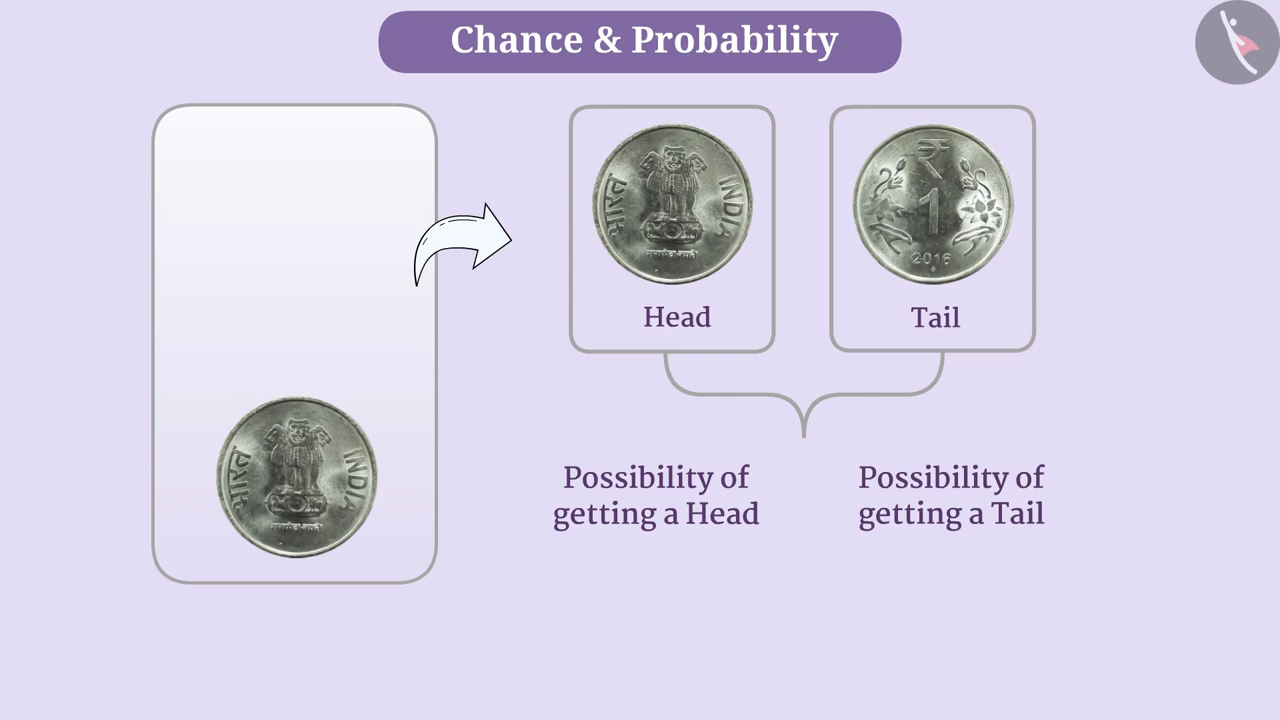 Chance & Probability
भारत
INDIA
Head
₹
1
2016
Tail
Possibility of
getting a Head
Possibility of
getting a Tail
भारत
INDIA